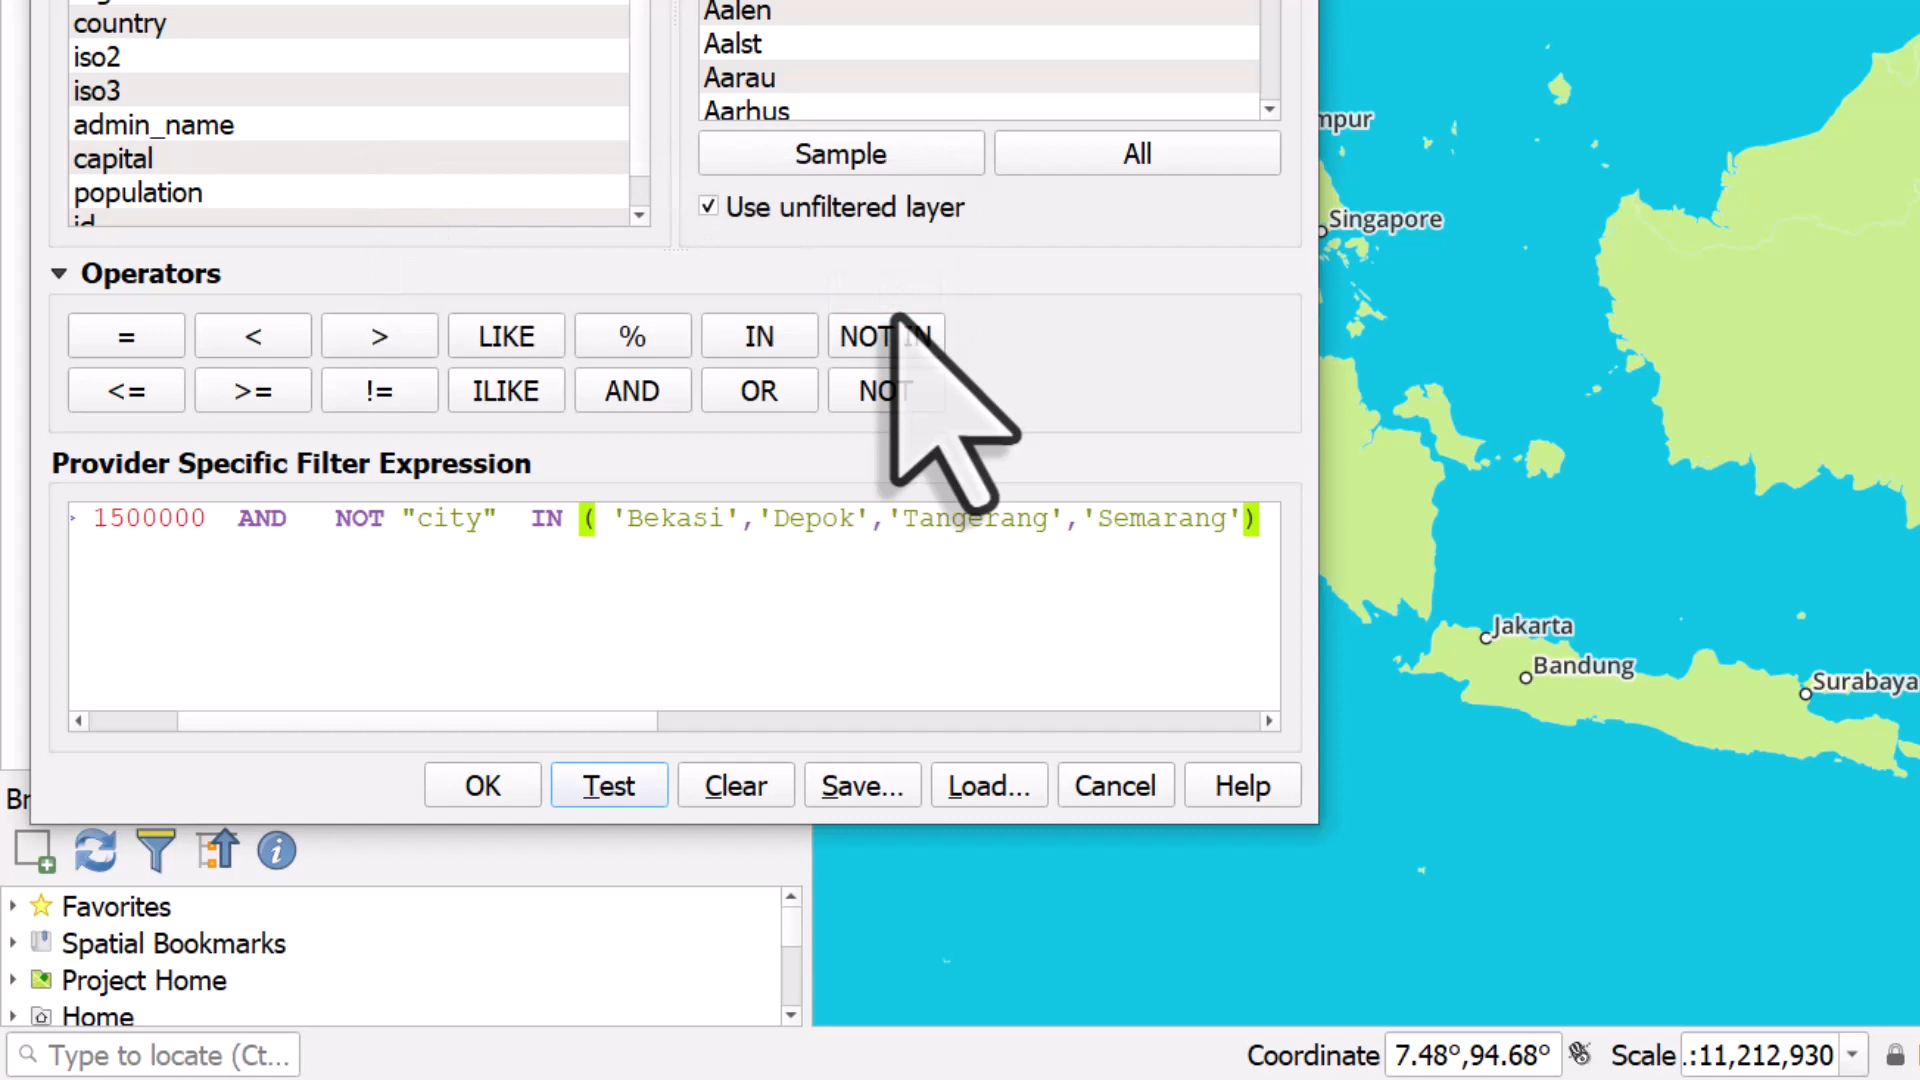 country
iso2
iso3
admin_name
capital
population
id
Aalen
Aalst
Aarau
Aarhus
Sample All
Use unfiltered layer
Operators
= < > LIKE % IN NOT IN
<= >= != ILIKE AND OR NOT
Provider Specific Filter Expression
1500000 AND NOT "city" IN ( 'Bekasi','Depok','Tangerang','Semarang')
OK Test Clear Save... Load... Cancel Help
mpur
Singapore
Jakarta
Bandung
Surabaya
Br
Favorites
Spatial Bookmarks
Project Home
Home
Type to locate (Ct...
Coordinate 7.48°,94.68° Scale .:11,212,930